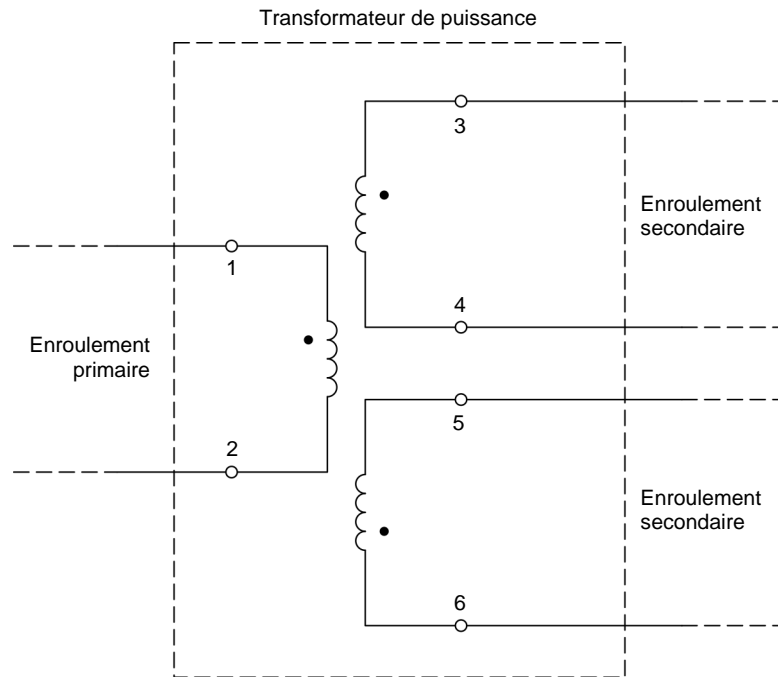 Transformateur de puissance
3
Enroulement
secondaire
1
4
Enroulement
primaire
5
2
Enroulement
secondaire
6